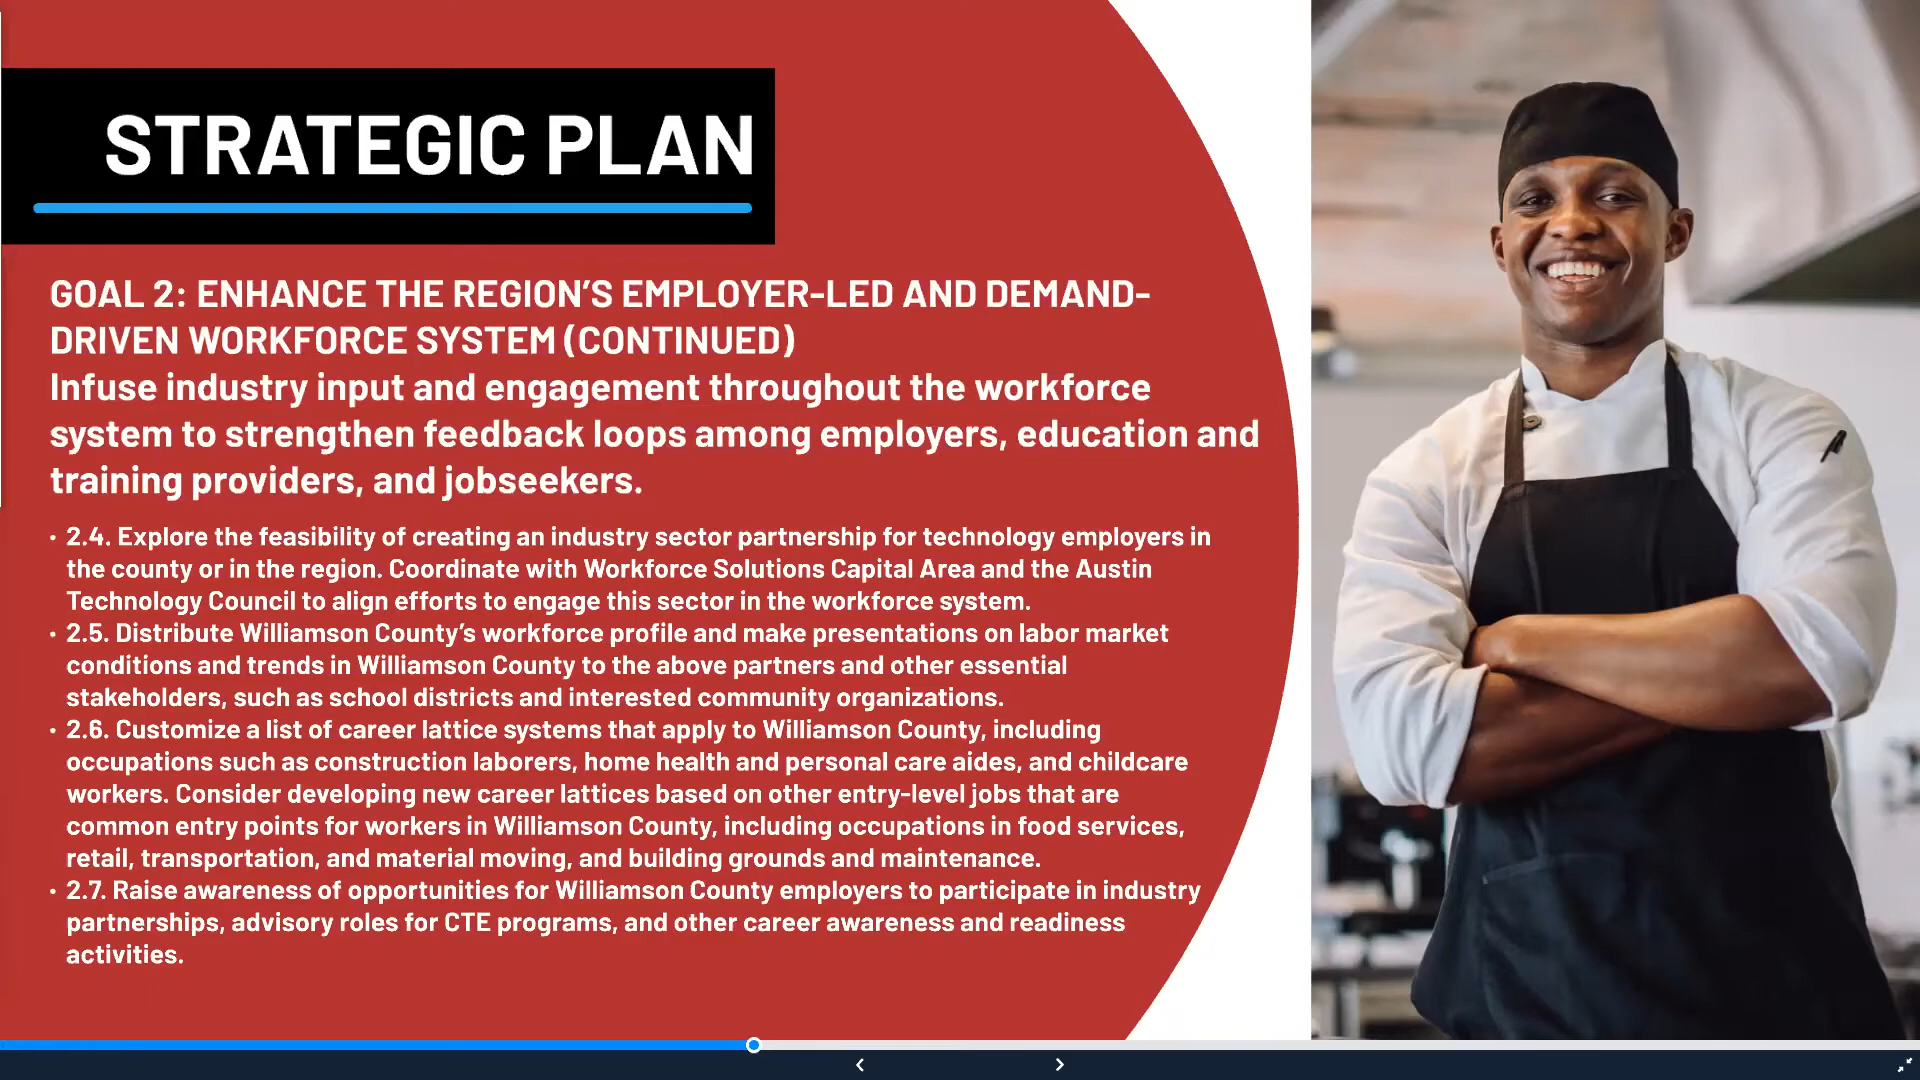 STRATEGIC PLAN
GOAL 2: ENHANCE THE REGION'S EMPLOYER-LED AND DEMAND-
DRIVEN WORKFORCE SYSTEM (CONTINUED)
Infuse industry input and engagement throughout the workforce
system to strengthen feedback loops among employers, education and
training providers, and jobseekers.
• 2.4. Explore the feasibility of creating an industry sector partnership for technology employers in
the county or in the region. Coordinate with Workforce Solutions Capital Area and the Austin
Technology Council to align efforts to engage this sector in the workforce system.
• 2.5. Distribute Williamson County's workforce profile and make presentations on labor market
conditions and trends in Williamson County to the above partners and other essential
stakeholders, such as school districts and interested community organizations.
• 2.6. Customize a list of career lattice systems that apply to Williamson County, including
occupations such as construction laborers, home health and personal care aides, and childcare
workers. Consider developing new career lattices based on other entry-level jobs that are
common entry points for workers in Williamson County, including occupations in food services,
retail, transportation, and material moving, and building grounds and maintenance.
• 2.7. Raise awareness of opportunities for Williamson County employers to participate in industry
partnerships, advisory roles for CTE programs, and other career awareness and readiness
activities.